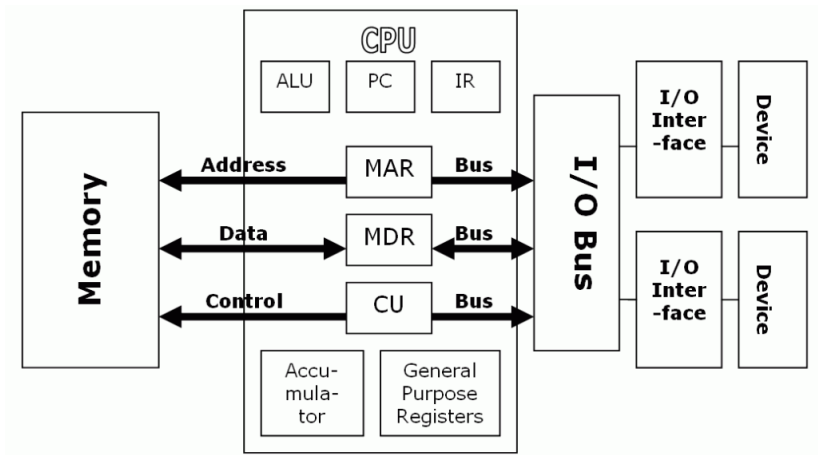 CPU
ALU
PC
IR
Memory
Address
MAR
Bus
Data
MDR
Bus
Control
CU
Bus
Accu-
mula-
tor
General
Purpose
Registers
I/O Bus
I/O
Inter
-face
Device
I/O
Inter
-face
Device